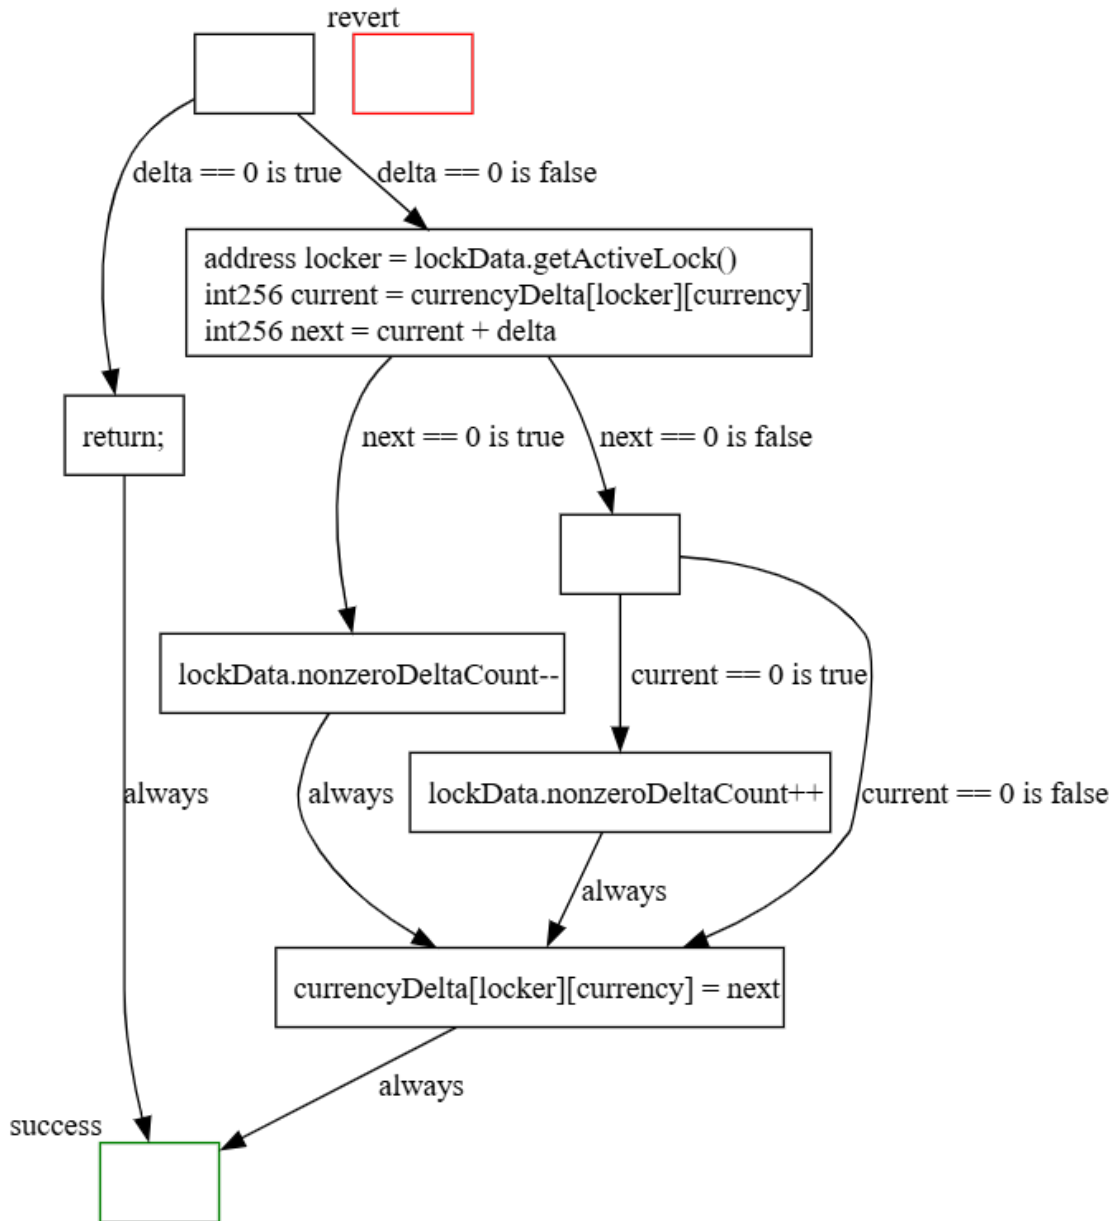 revert
delta == 0 is true
delta == 0 is false
address locker = lockData.getActiveLock()
int256 current = currencyDelta[locker][currency]
int256 next = current + delta
return;
next == 0 is true
next == 0 is false
lockData.nonzeroDeltaCount--
current == 0 is true
always
always
lockData.nonzeroDeltaCount++
current == 0 is false
always
currencyDelta[locker][currency] = next
always
success